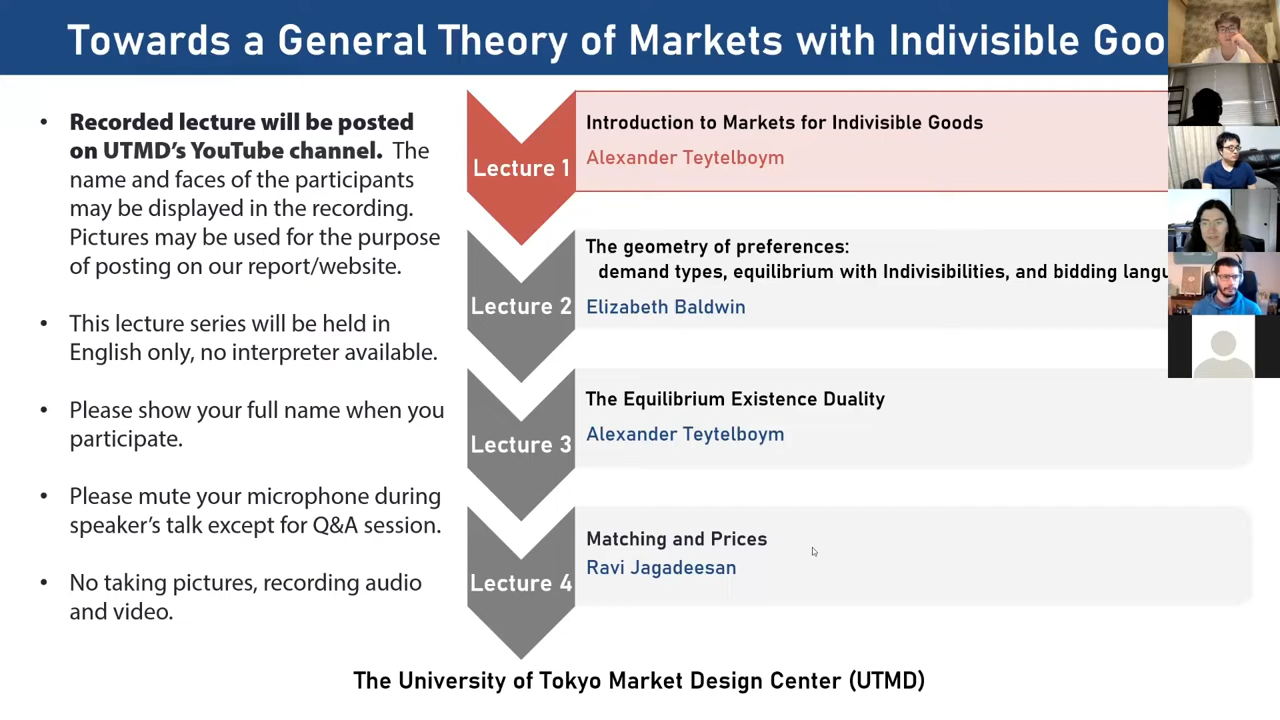 Towards a General Theory of Markets with Indivisible Goo
• Recorded lecture will be posted
on UTMD's YouTube channel. The
name and faces of the participants
may be displayed in the recording.
Pictures may be used for the purpose
of posting on our report/website.
• This lecture series will be held in
English only, no interpreter available.
• Please show your full name when you
participate.
• Please mute your microphone during
speaker's talk except for Q&A session.
• No taking pictures, recording audio
and video.
Lecture 1
Introduction to Markets for Indivisible Goods
Alexander Teytelboym
Lecture 2
The geometry of preferences:
demand types, equilibrium with Indivisibilities, and bidding langu
Elizabeth Baldwin
Lecture 3
The Equilibrium Existence Duality
Alexander Teytelboym
Lecture 4
Matching and Prices
Ravi Jagadeesan
The University of Tokyo Market Design Center (UTMD)